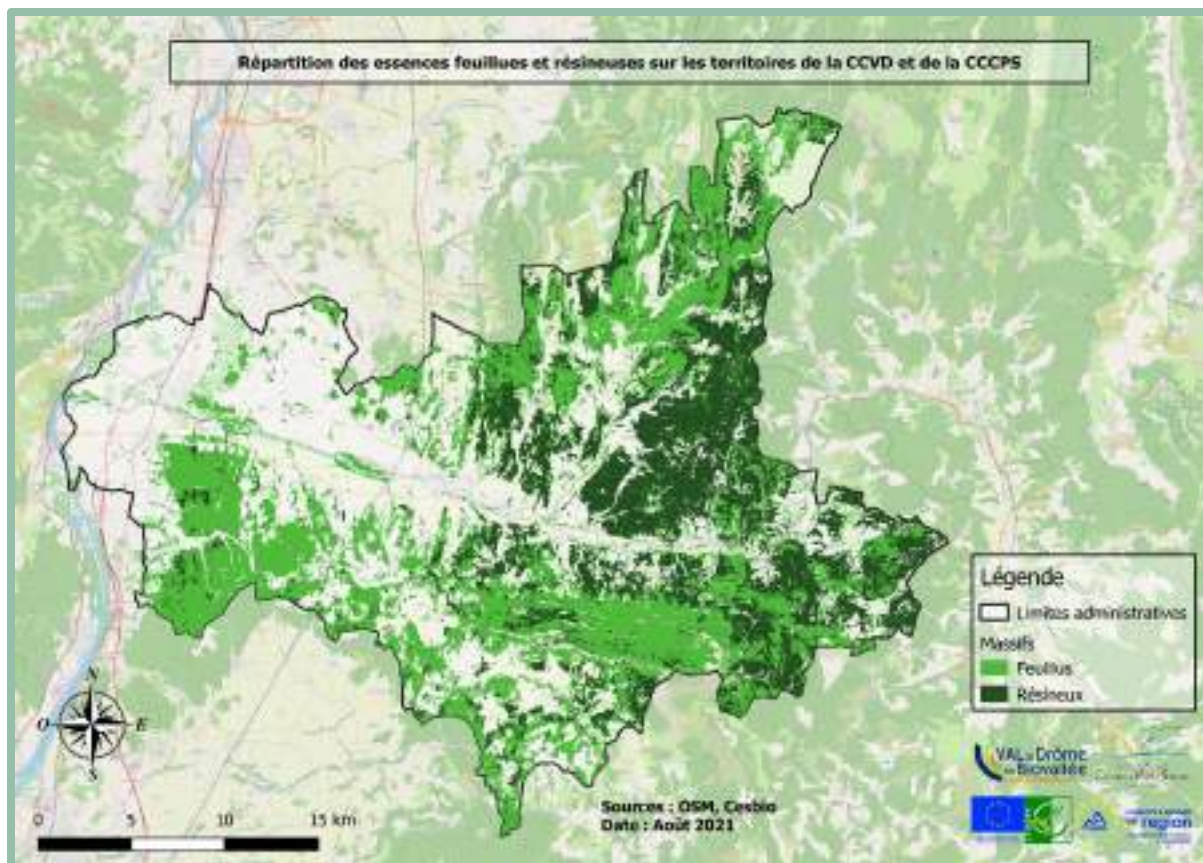 Répartition des essences feuillues et résineuses sur les territoires de la CCVD et de la CCCPS
Légende
Limites administratives
Massifs
Feuillus
Résineux
N
O
E
S
VAL de Drôme
en Biovallée
0 5 10 15 km
Sources : OSM, Cesbio
Date : Août 2021
région